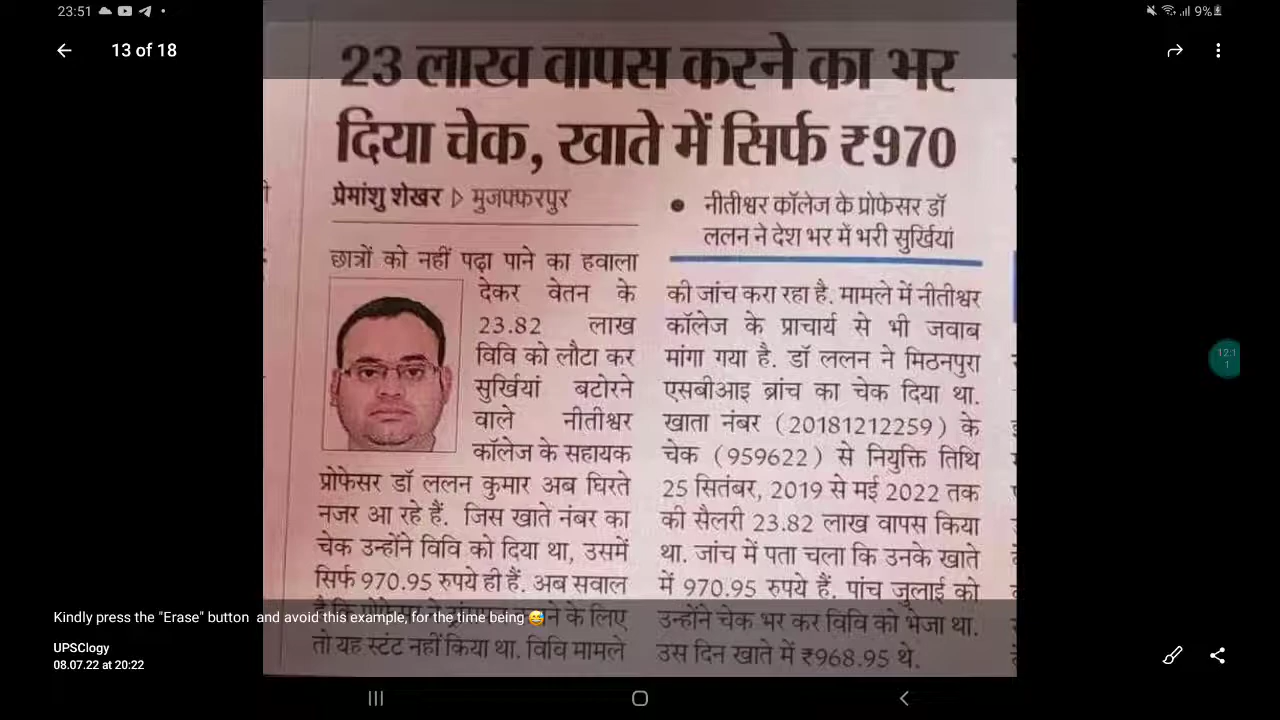 23:51
9%
13 of 18
23 लाख वापस करने का भर
दिया चेक, खाते में सिर्फ ₹970
प्रेमांशु शेखर ▷ मुजफ्फरपुर
छात्रों को नहीं पढ़ा पाने का हवाला
देकर वेतन के
23.82 लाख
विवि को लौटा कर
सुर्खियां बटोरने
वाले नीतीश्वर
कॉलेज के सहायक
प्रोफेसर डॉ ललन कुमार अब घिरते
नजर आ रहे हैं. जिस खाते नंबर का
चेक उन्होंने विवि को दिया था, उसमें
सिर्फ 970.95 रुपये ही हैं. अब सवाल
के लिए
तो यह स्टंट नहीं किया था. विवि मामले
• नीतीश्वर कॉलेज के प्रोफेसर डॉ
ललन ने देश भर में भरी सुर्खियां
की जांच करा रहा है. मामले में नीतीश्वर
कॉलेज के प्राचार्य से भी जवाब
मांगा गया है. डॉ ललन ने मिठनपुरा
एसबीआइ ब्रांच का चेक दिया था.
खाता नंबर (20181212259) के
चेक (959622) से नियुक्ति तिथि
25 सितंबर, 2019 से मई 2022 तक
की सैलरी 23.82 लाख वापस किया
था. जांच में पता चला कि उनके खाते
में 970.95 रुपये हैं. पांच जुलाई को
उन्होंने चेक भर कर विवि को भेजा था.
उस दिन खाते में ₹968.95 थे.
12:1
1
Kindly press the "Erase" button and avoid this example, for the time being 😅
UPSClogy
08.07.22 at 20:22